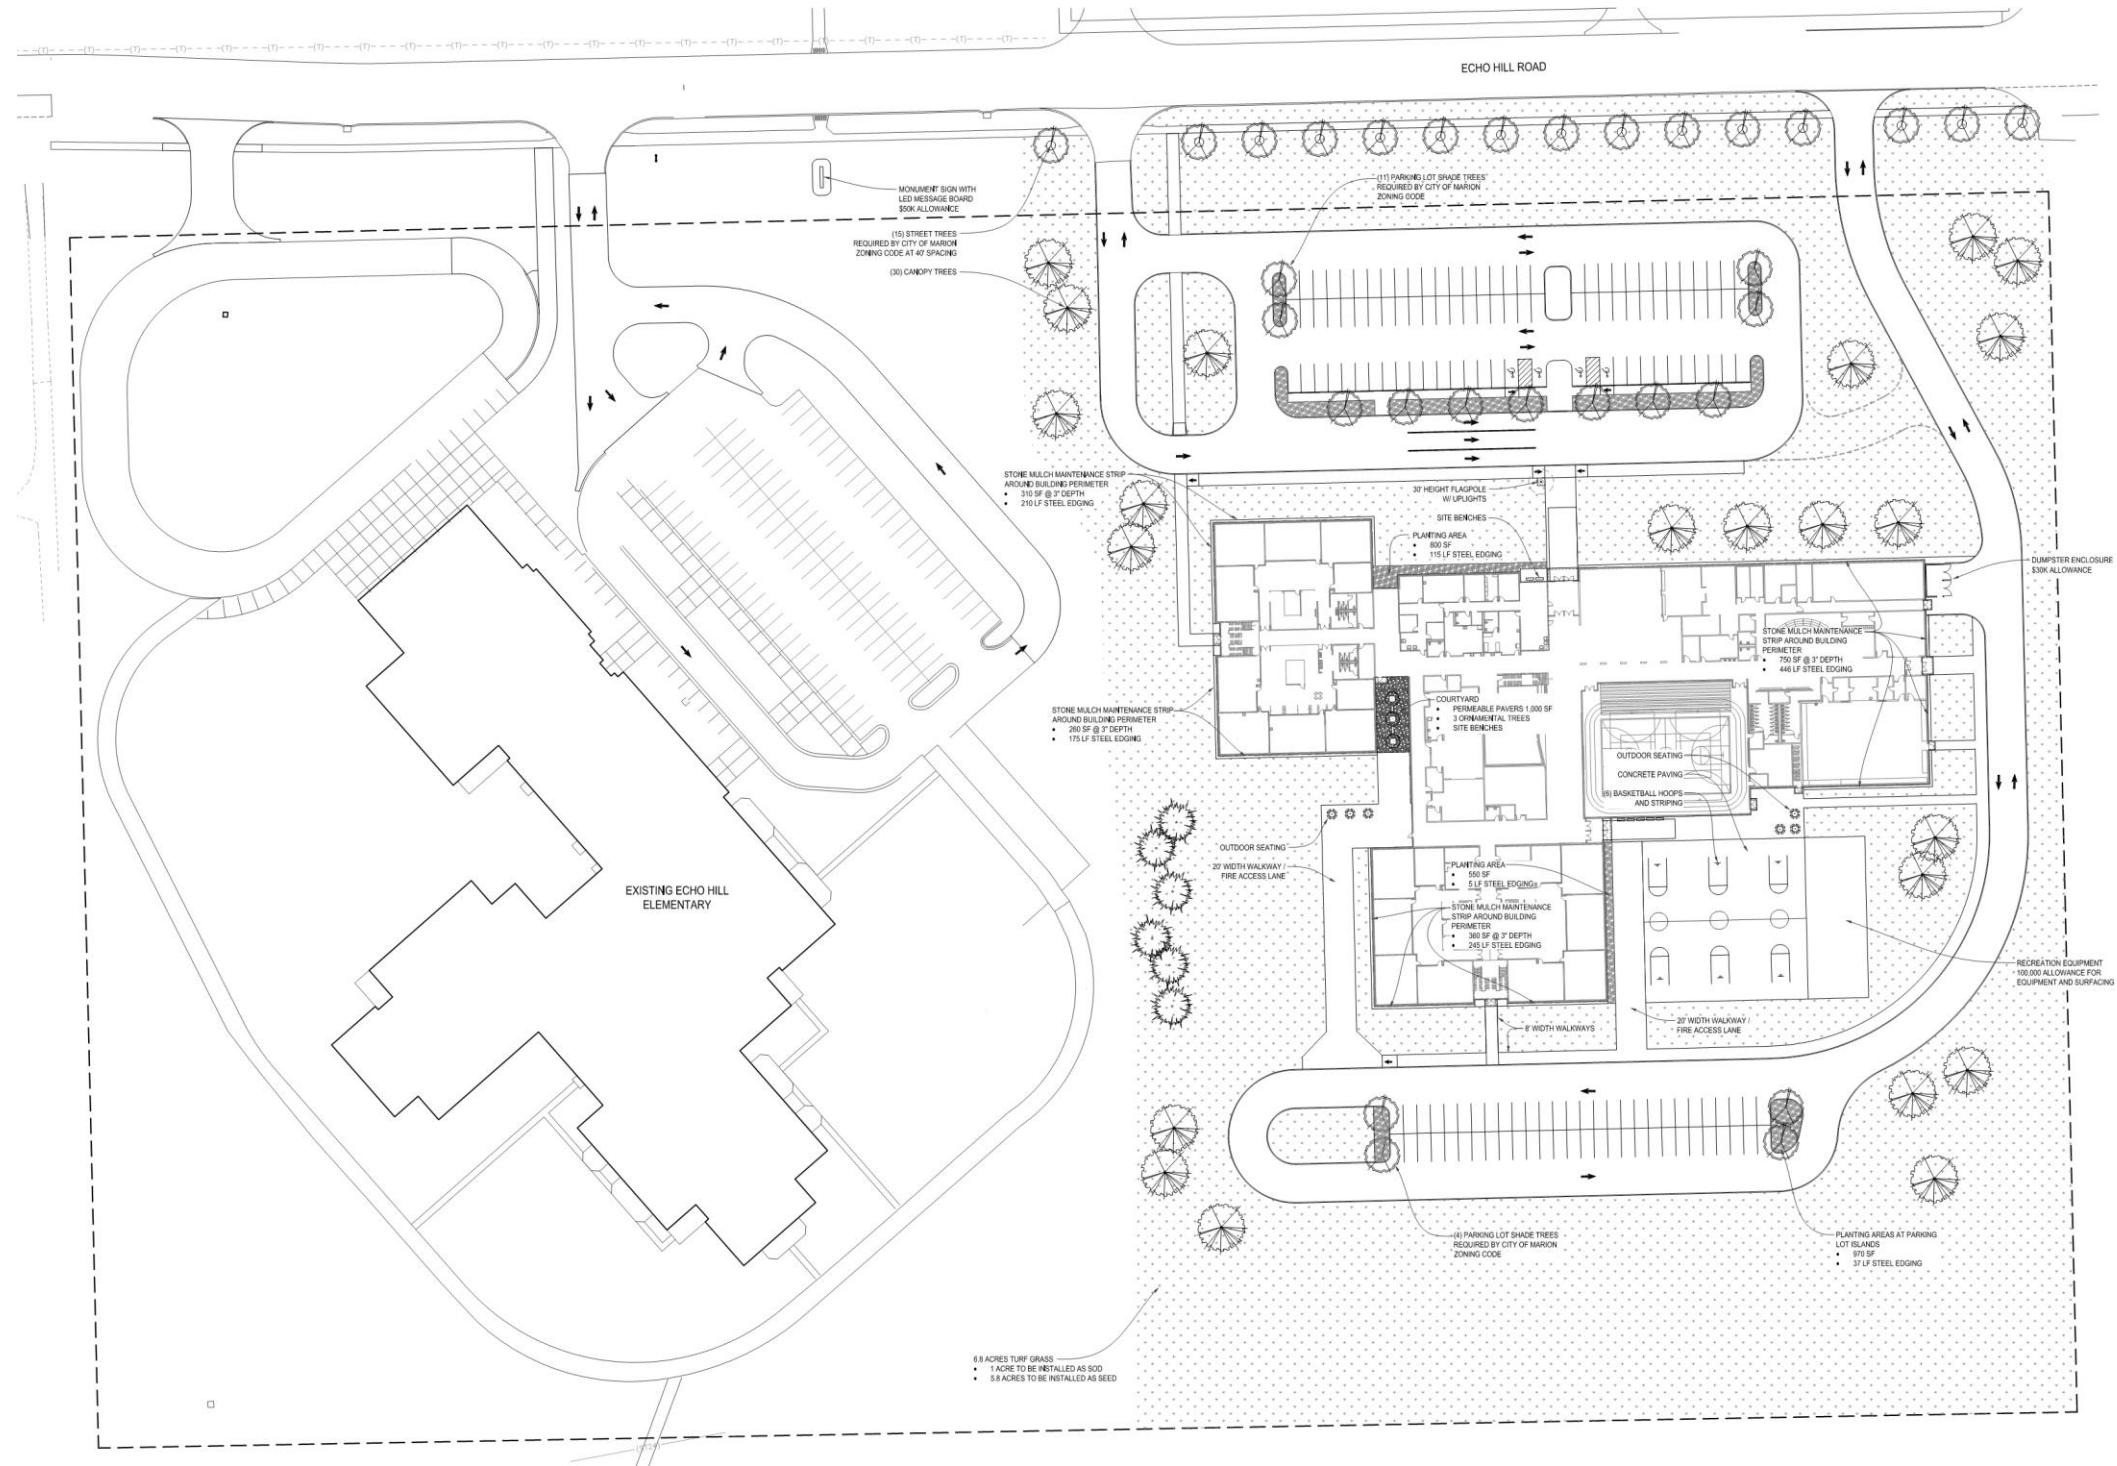 ECHO HILL ROAD
MONUMENT SIGN WITH
LED MESSAGE BOARD
$50K ALLOWANCE
(11) PARKING LOT SHADE TREES
REQUIRED BY CITY OF MARION
ZONING CODE
(15) STREET TREES
REQUIRED BY CITY OF MARION
ZONING CODE AT 40' SPACING
(30) CANOPY TREES
STONE MULCH MAINTENANCE STRIP
AROUND BUILDING PERIMETER
• 310 SF @ 3" DEPTH
• 210 LF STEEL EDGING
30' HEIGHT FLAGPOLE
W/ UPLIGHTS
SITE BENCHES
PLANTING AREA
• 800 SF
• 115 LF STEEL EDGING
DUMPSTER ENCLOSURE
$30K ALLOWANCE
STONE MULCH MAINTENANCE
STRIP AROUND BUILDING
PERIMETER
• 750 SF @ 3" DEPTH
• 446 LF STEEL EDGING
STONE MULCH MAINTENANCE STRIP
AROUND BUILDING PERIMETER
• 260 SF @ 3" DEPTH
• 175 LF STEEL EDGING
COURTYARD
• PERMEABLE PAVERS 1,000 SF
• 3 ORNAMENTAL TREES
• SITE BENCHES
OUTDOOR SEATING
CONCRETE PAVING
(6) BASKETBALL HOOPS
AND STRIPING
OUTDOOR SEATING
20' WIDTH WALKWAY /
FIRE ACCESS LANE
PLANTING AREA
• 550 SF
• 5 LF STEEL EDGING
STONE MULCH MAINTENANCE
STRIP AROUND BUILDING
PERIMETER
• 360 SF @ 3" DEPTH
• 245 LF STEEL EDGING
EXISTING ECHO HILL
ELEMENTARY
RECREATION EQUIPMENT
100,000 ALLOWANCE FOR
EQUIPMENT AND SURFACING
8' WIDTH WALKWAYS
20' WIDTH WALKWAY /
FIRE ACCESS LANE
(4) PARKING LOT SHADE TREES
REQUIRED BY CITY OF MARION
ZONING CODE
PLANTING AREAS AT PARKING
LOT ISLANDS
• 970 SF
• 37 LF STEEL EDGING
6.8 ACRES TURF GRASS
• 1 ACRE TO BE INSTALLED AS SOD
• 5.8 ACRES TO BE INSTALLED AS SEED